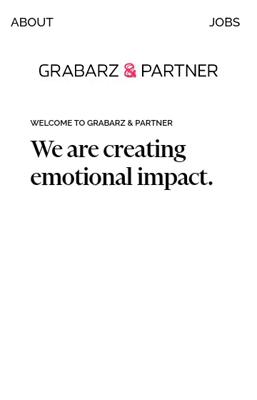 ABOUT JOBS
GRABARZ & PARTNER
WELCOME TO GRABARZ & PARTNER
We are creating
emotional impact.